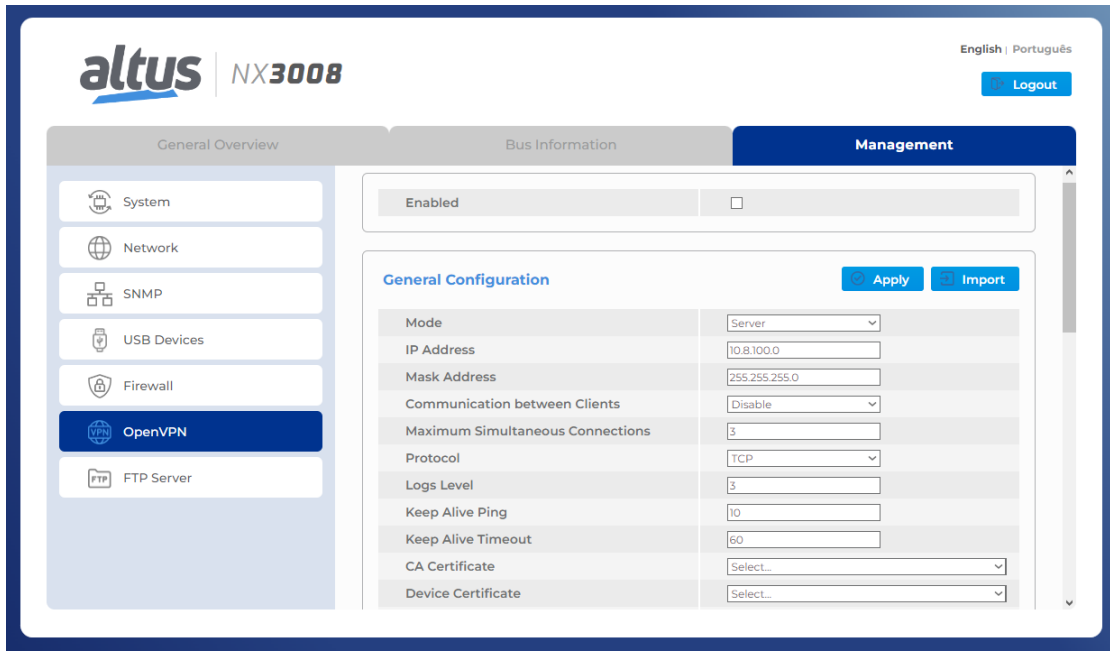 English | Português
altus NX3008
Logout
General Overview Bus Information Management
System
Network
SNMP
USB Devices
Firewall
VPN OpenVPN
FTP FTP Server
Enabled
General Configuration Apply Import
Mode Server
IP Address 10.8.100.0
Mask Address 255.255.255.0
Communication between Clients Disable
Maximum Simultaneous Connections 3
Protocol TCP
Logs Level 3
Keep Alive Ping 10
Keep Alive Timeout 60
CA Certificate Select...
Device Certificate Select...